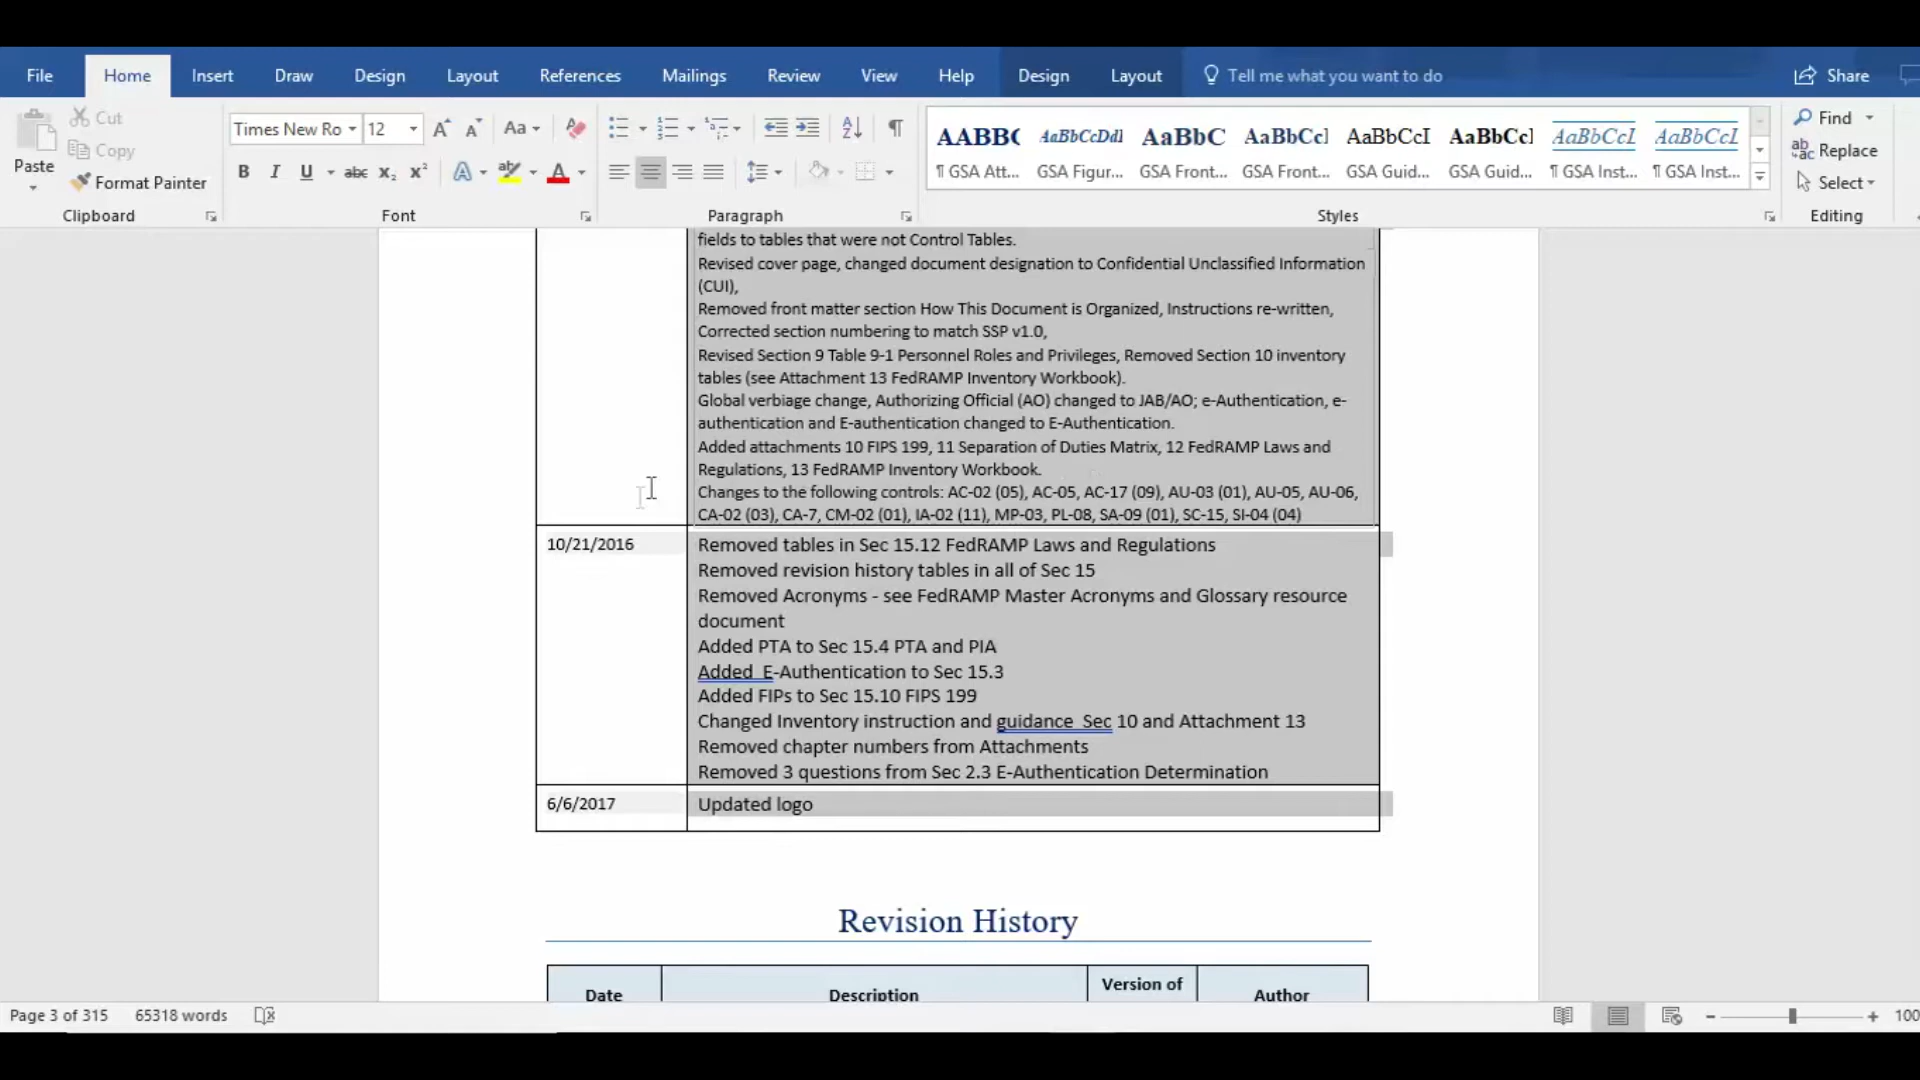 File Home Insert Draw Design Layout References Mailings Review View Help Design Layout Tell me what you want to do Share
Cut
Copy
Paste
Format Painter
Clipboard
Times New Ro 12
Font
Paragraph
AABBC AaBbCcDdI AaBbC AaBbCcI AaBbCcI AaBbCcI AaBbCcL AaBbCcL
¶ GSA Att... GSA Figur... GSA Front... GSA Front... GSA Guid... GSA Guid... ¶ GSA Inst... ¶ GSA Inst...
Styles
Find
Replace
Select
Editing
fields to tables that were not Control Tables.
Revised cover page, changed document designation to Confidential Unclassified Information
(CUI),
Removed front matter section How This Document is Organized, Instructions re-written,
Corrected section numbering to match SSP v1.0,
Revised Section 9 Table 9-1 Personnel Roles and Privileges, Removed Section 10 inventory
tables (see Attachment 13 FedRAMP Inventory Workbook).
Global verbiage change, Authorizing Official (AO) changed to JAB/AO; e-Authentication, e-
authentication and E-authentication changed to E-Authentication.
Added attachments 10 FIPS 199, 11 Separation of Duties Matrix, 12 FedRAMP Laws and
Regulations, 13 FedRAMP Inventory Workbook.
Changes to the following controls: AC-02 (05), AC-05, AC-17 (09), AU-03 (01), AU-05, AU-06,
CA-02 (03), CA-7, CM-02 (01), IA-02 (11), MP-03, PL-08, SA-09 (01), SC-15, SI-04 (04)
10/21/2016 Removed tables in Sec 15.12 FedRAMP Laws and Regulations
Removed revision history tables in all of Sec 15
Removed Acronyms - see FedRAMP Master Acronyms and Glossary resource
document
Added PTA to Sec 15.4 PTA and PIA
Added  E-Authentication to Sec 15.3
Added FIPs to Sec 15.10 FIPS 199
Changed Inventory instruction and guidance  Sec 10 and Attachment 13
Removed chapter numbers from Attachments
Removed 3 questions from Sec 2.3 E-Authentication Determination
6/6/2017 Updated logo
Revision History
Date Description Version of Author
Page 3 of 315 65318 words 100